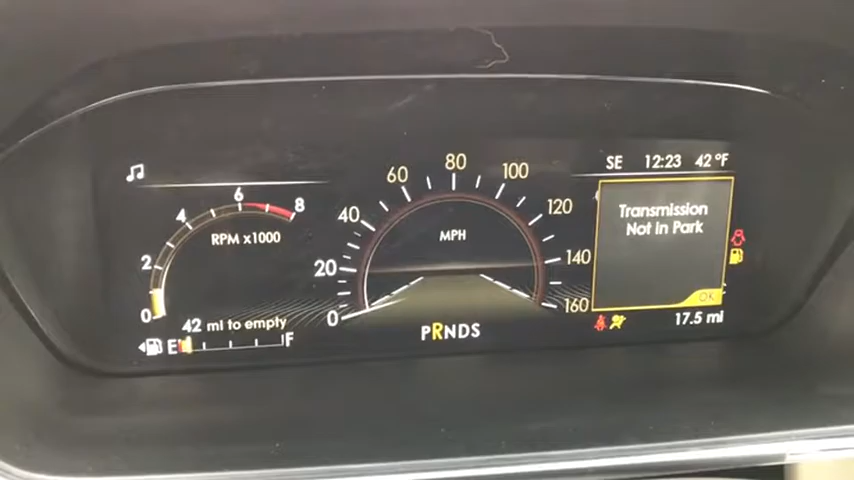 SE 12:23 42 °F
80
60 100
6
8
4 40 120
RPM x1000 MPH
Transmission
Not In Park
2 20 140
0 160
OK
42 mi to empty 0
PRNDS
17.5 mi
E F